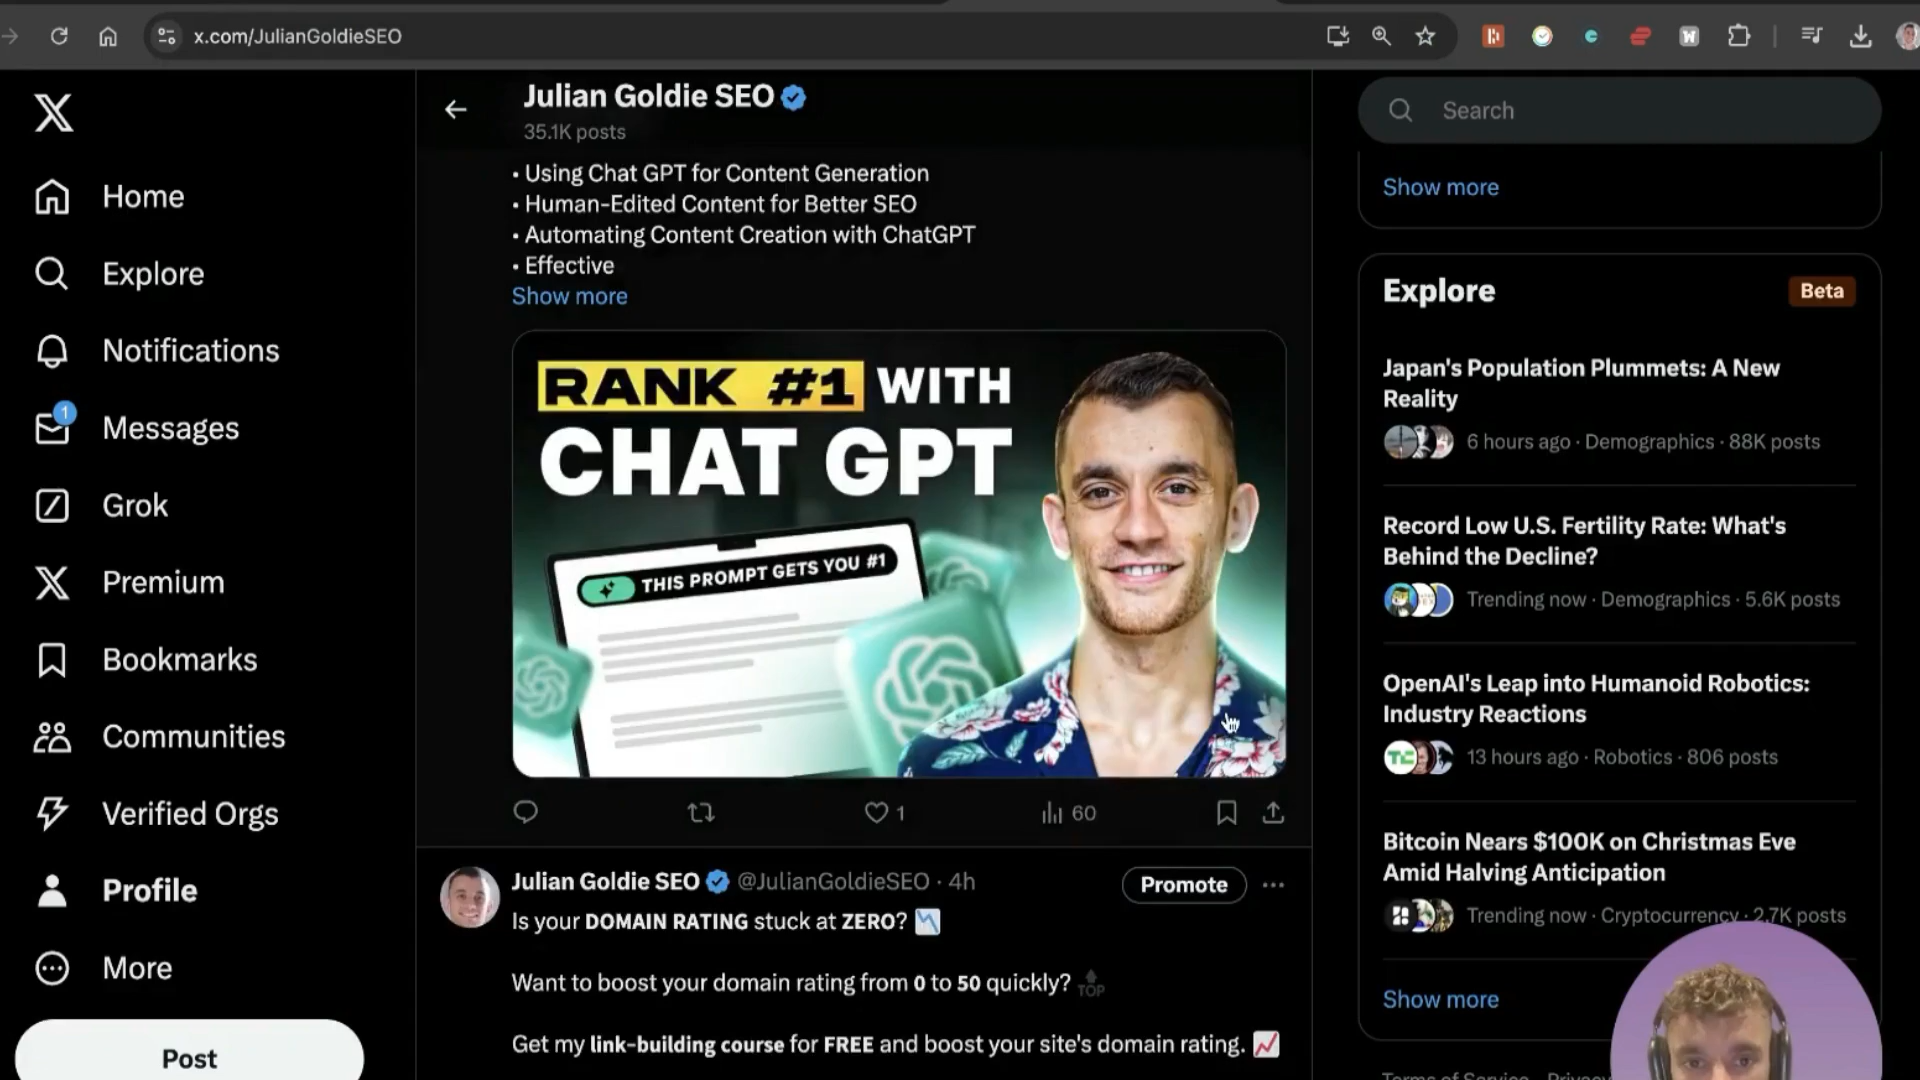 x.com/JulianGoldieSEO
Home
Explore
Notifications
1
Messages
Grok
Premium
Bookmarks
Communities
Verified Orgs
Profile
More
Post
Julian Goldie SEO
35.1K posts
• Using Chat GPT for Content Generation
• Human-Edited Content for Better SEO
• Automating Content Creation with ChatGPT
• Effective
Show more
RANK #1 WITH
CHAT GPT
THIS PROMPT GETS YOU #1
1
60
Julian Goldie SEO @JulianGoldieSEO · 4h
Promote
Is your DOMAIN RATING stuck at ZERO? 📉
Want to boost your domain rating from 0 to 50 quickly? 🔝
Get my link-building course for FREE and boost your site's domain rating. 📈
Search
Show more
Explore
Beta
Japan's Population Plummets: A New
Reality
6 hours ago · Demographics · 88K posts
Record Low U.S. Fertility Rate: What's
Behind the Decline?
Trending now · Demographics · 5.6K posts
OpenAI's Leap into Humanoid Robotics:
Industry Reactions
13 hours ago · Robotics · 806 posts
Bitcoin Nears $100K on Christmas Eve
Amid Halving Anticipation
Trending now · Cryptocurrency · 2.7K posts
Show more
Terms of Service Privacy